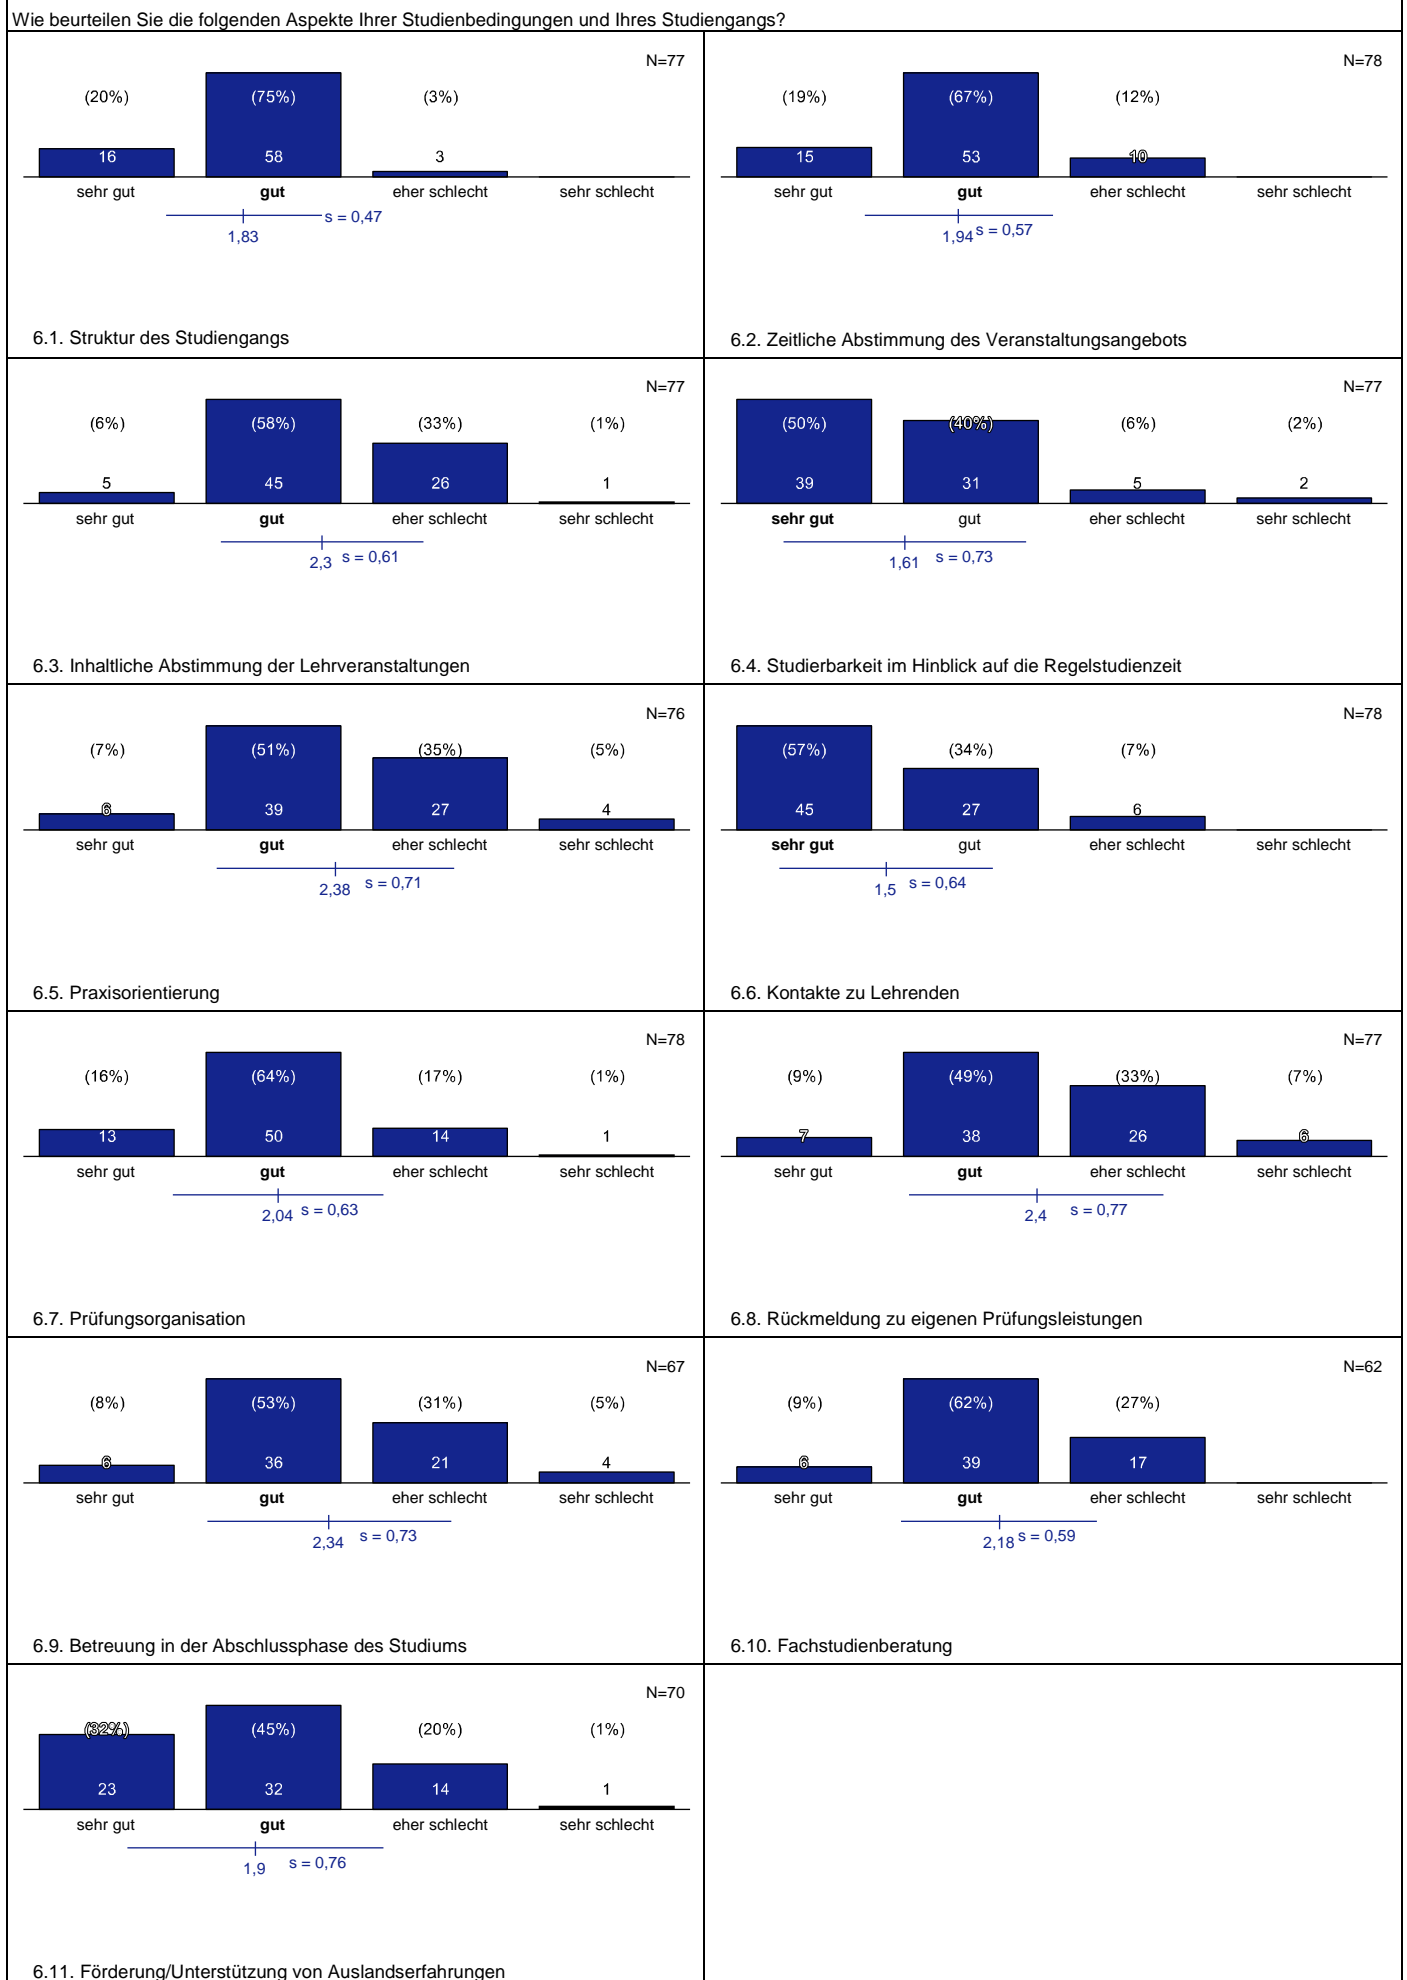 Wie beurteilen Sie die folgenden Aspekte Ihrer Studienbedingungen und Ihres Studiengangs?
N=77
(20%) (75%) (3%)
16 58 3
sehr gut gut eher schlecht sehr schlecht
s = 0,47
1,83
6.1. Struktur des Studiengangs
N=78
(19%) (67%) (12%)
15 53 10
sehr gut gut eher schlecht sehr schlecht
1,94 s = 0,57
6.2. Zeitliche Abstimmung des Veranstaltungsangebots
N=77
(6%) (58%) (33%) (1%)
5 45 26 1
sehr gut gut eher schlecht sehr schlecht
2,3 s = 0,61
6.3. Inhaltliche Abstimmung der Lehrveranstaltungen
N=77
(50%) (40%) (6%) (2%)
39 31 5 2
sehr gut gut eher schlecht sehr schlecht
1,61 s = 0,73
6.4. Studierbarkeit im Hinblick auf die Regelstudienzeit
N=76
(7%) (51%) (35%) (5%)
6 39 27 4
sehr gut gut eher schlecht sehr schlecht
2,38 s = 0,71
6.5. Praxisorientierung
N=78
(57%) (34%) (7%)
45 27 6
sehr gut gut eher schlecht sehr schlecht
1,5 s = 0,64
6.6. Kontakte zu Lehrenden
N=78
(16%) (64%) (17%) (1%)
13 50 14 1
sehr gut gut eher schlecht sehr schlecht
2,04 s = 0,63
6.7. Prüfungsorganisation
N=77
(9%) (49%) (33%) (7%)
7 38 26 6
sehr gut gut eher schlecht sehr schlecht
2,4 s = 0,77
6.8. Rückmeldung zu eigenen Prüfungsleistungen
N=67
(8%) (53%) (31%) (5%)
6 36 21 4
sehr gut gut eher schlecht sehr schlecht
2,34 s = 0,73
6.9. Betreuung in der Abschlussphase des Studiums
N=62
(9%) (62%) (27%)
6 39 17
sehr gut gut eher schlecht sehr schlecht
2,18 s = 0,59
6.10. Fachstudienberatung
N=70
(32%) (45%) (20%) (1%)
23 32 14 1
sehr gut gut eher schlecht sehr schlecht
1,9 s = 0,76
6.11. Förderung/Unterstützung von Auslandserfahrungen